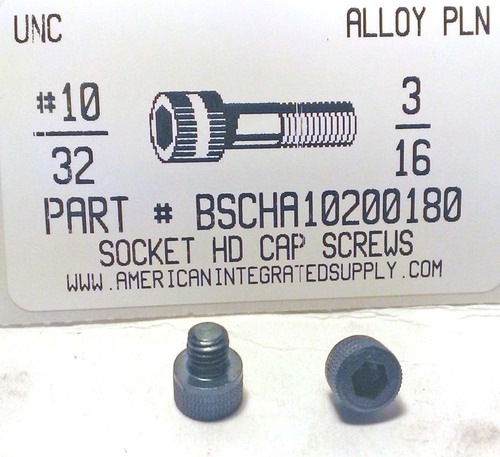 UNC ALLOY PLN
#10
32
3
16
PART # BSCHA10200180
SOCKET HD CAP SCREWS
WWW.AMERICANINTEGRATEDSUPPLY.COM